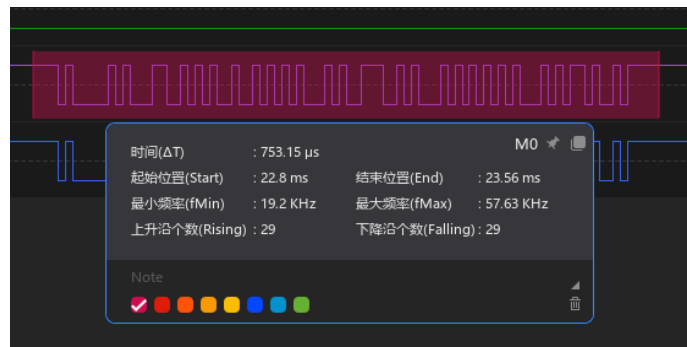 M0
时间(ΔT) : 753.15 μs
起始位置(Start) : 22.8 ms 结束位置(End) : 23.56 ms
最小频率(fMin) : 19.2 KHz 最大频率(fMax) : 57.63 KHz
上升沿个数(Rising) : 29 下降沿个数(Falling) : 29
Note